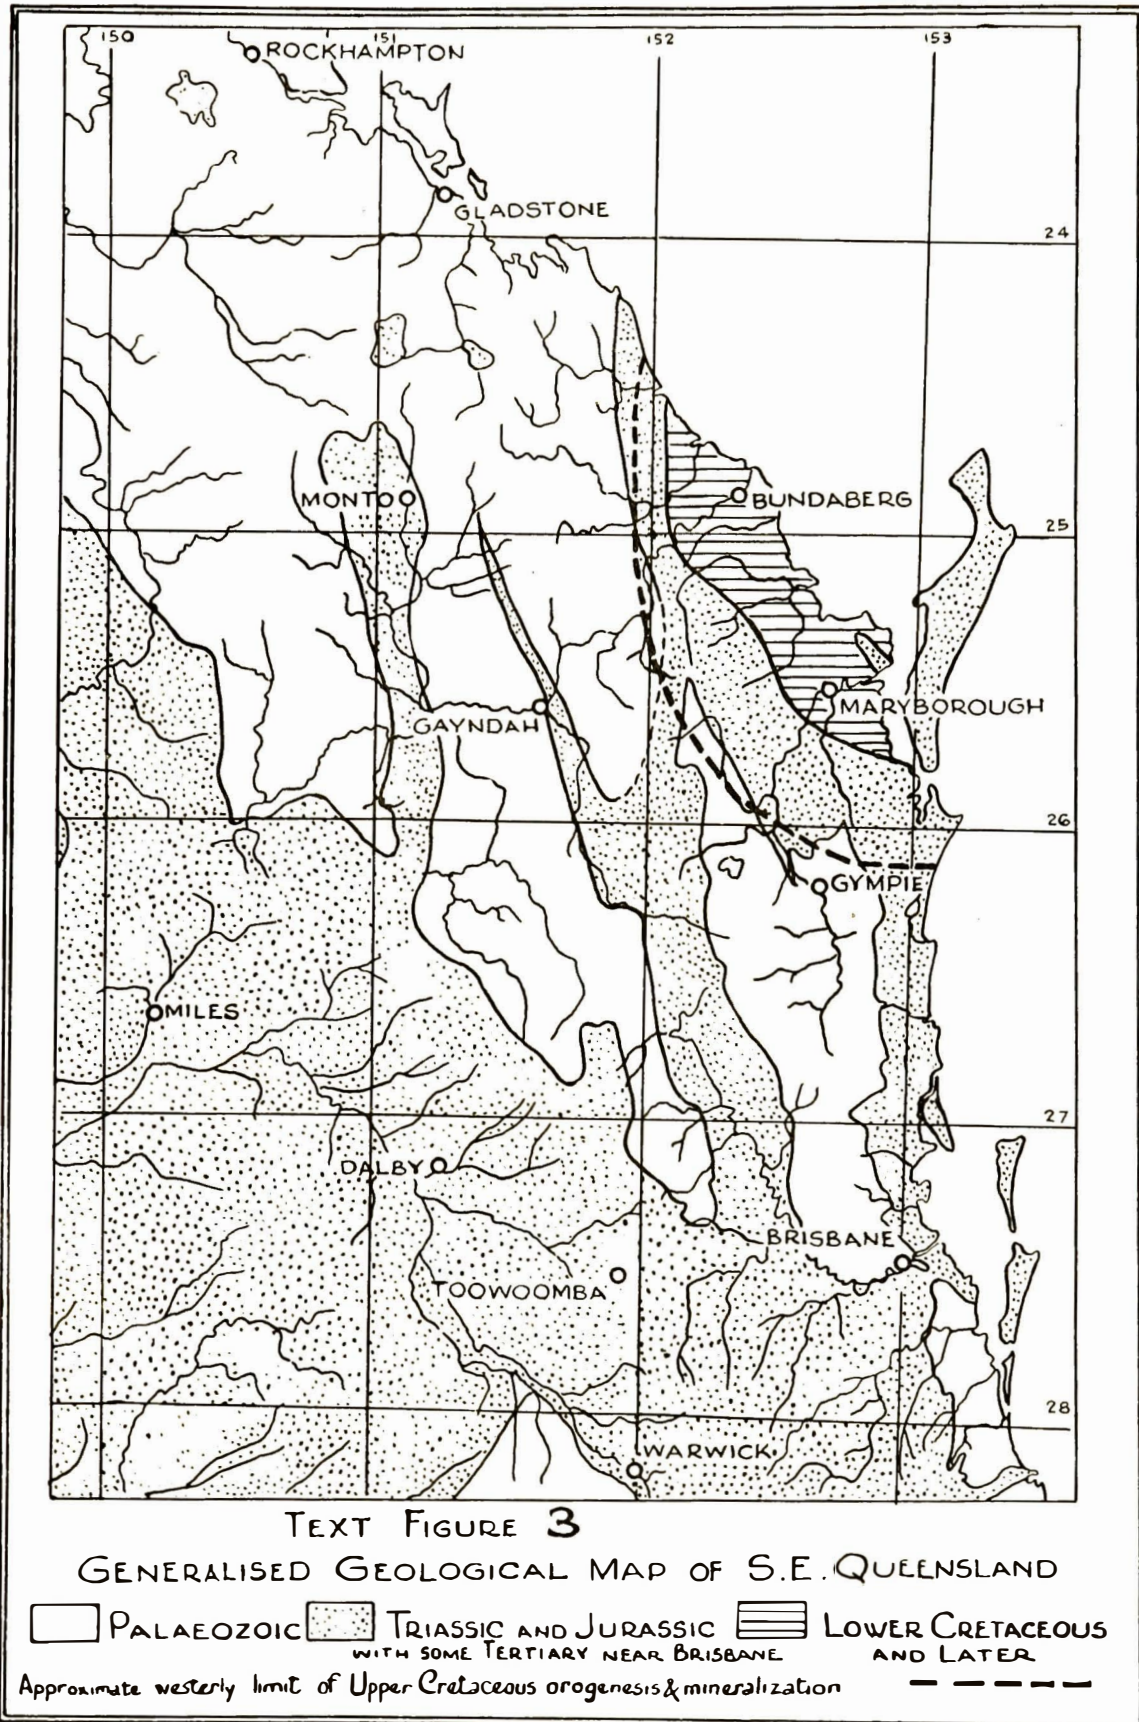 150
151
152
153
ROCKHAMPTON
GLADSTONE
24
MONTO
BUNDABERG
25
GAYNDAH
MARYBOROUGH
26
GYMPIE
MILES
27
DALBY
BRISBANE
TOOWOOMBA
28
WARWICK
TEXT FIGURE 3
GENERALISED GEOLOGICAL MAP OF S.E. QUEENSLAND
PALAEOZOIC
TRIASSIC AND JURASSIC
WITH SOME TERTIARY NEAR BRISBANE
LOWER CRETACEOUS
AND LATER
Approximate westerly limit of Upper Cretaceous orogenesis & mineralization